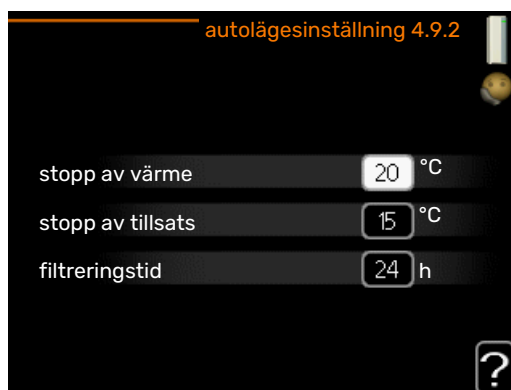 autolägesinställning 4.9.2
stopp av värme 20 °C
stopp av tillsats 15 °C
filtreringstid 24 h
?